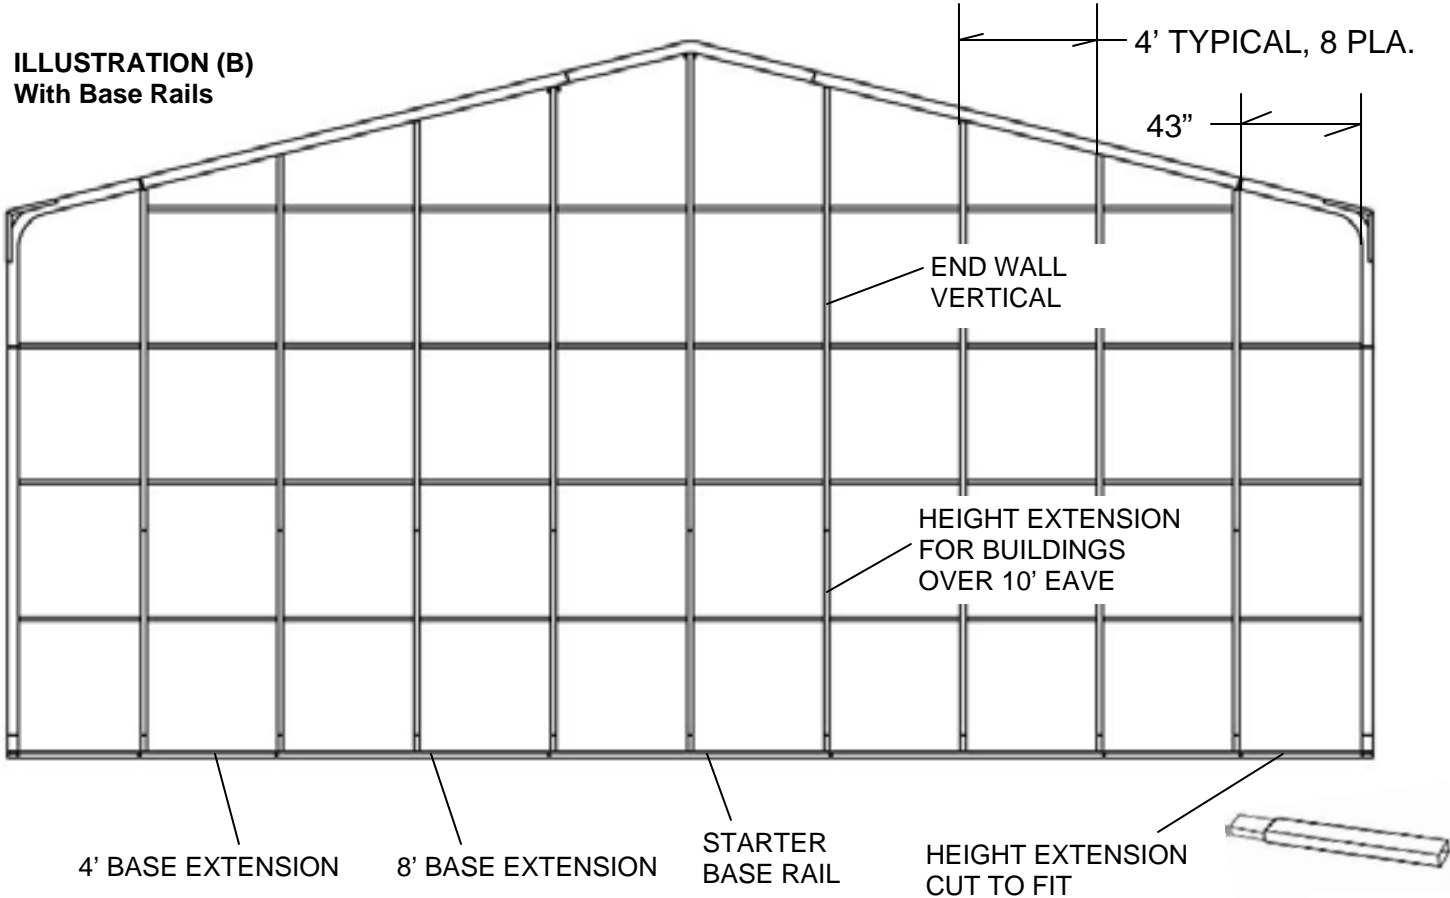 ILLUSTRATION (B)
With Base Rails
4’ TYPICAL, 8 PLA.
43”
END WALL
VERTICAL
HEIGHT EXTENSION
FOR BUILDINGS
OVER 10’ EAVE
4’ BASE EXTENSION
8’ BASE EXTENSION
STARTER
BASE RAIL
HEIGHT EXTENSION
CUT TO FIT